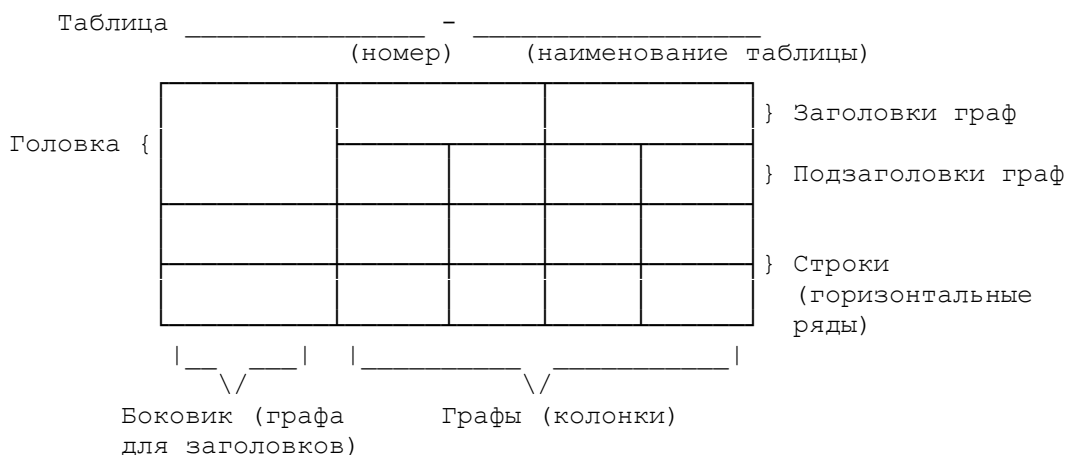 Таблица _______________ - __________________
(номер) (наименование таблицы)
} Заголовки граф
Головка {
} Подзаголовки граф
} Строки
(горизонтальные
ряды)
Боковик (графа
для заголовков)
Графы (колонки)